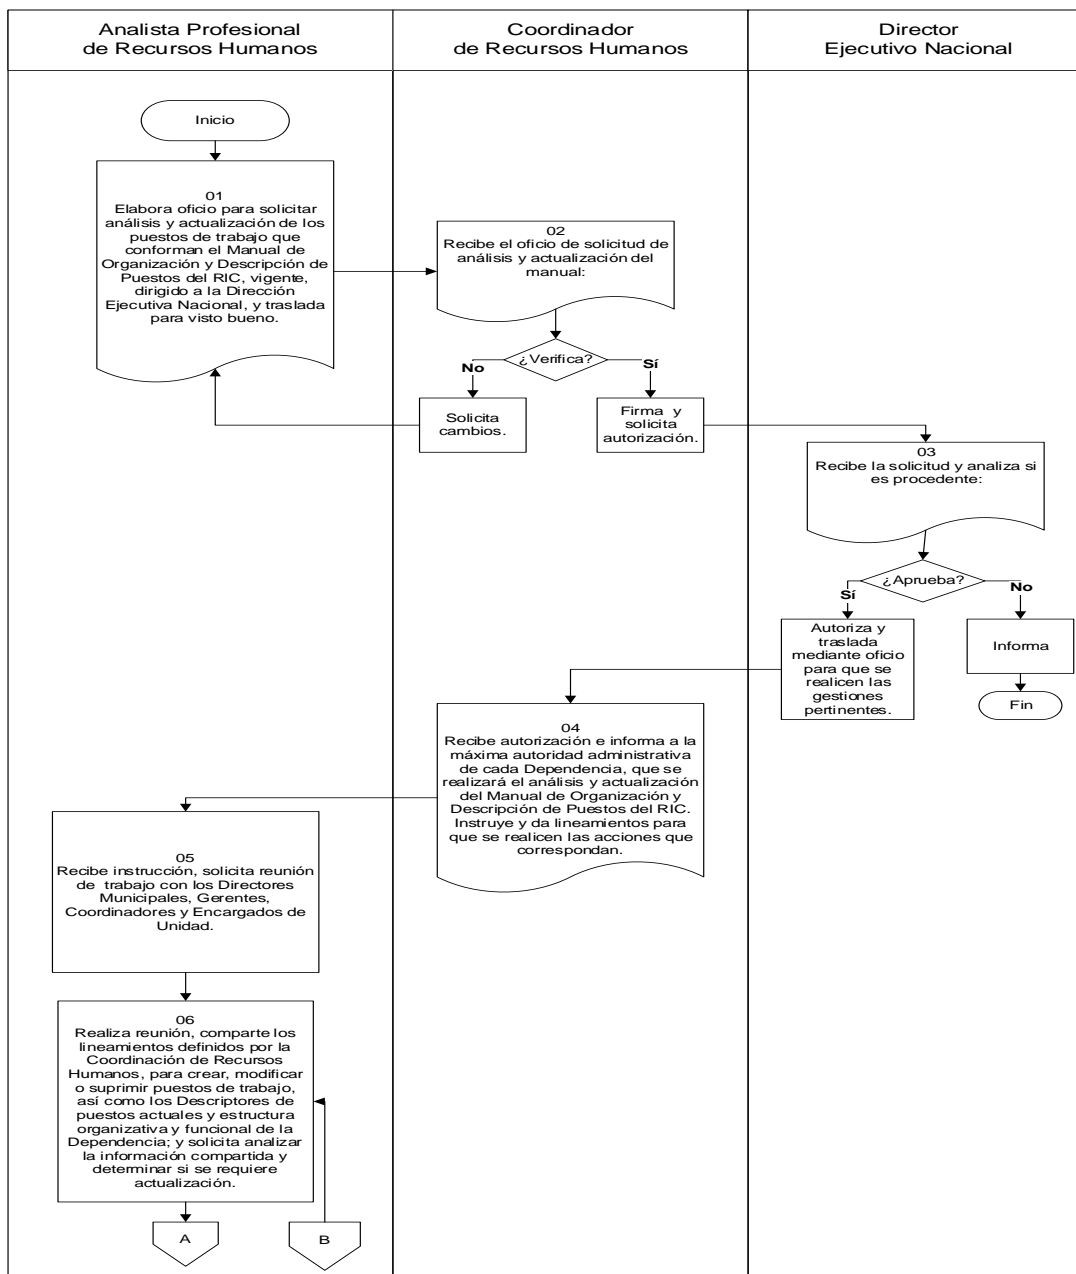 Analista Profesional
de Recursos Humanos
Coordinador
de Recursos Humanos
Director
Ejecutivo Nacional
Inicio
01
Elabora oficio para solicitar
análisis y actualización de los
puestos de trabajo que
conforman el Manual de
Organización y Descripción de
Puestos del RIC, vigente,
dirigido a la Dirección
Ejecutiva Nacional, y traslada
para visto bueno.
02
Recibe el oficio de solicitud de
análisis y actualización del
manual:
¿Verifica?
No
Sí
Solicita
cambios.
Firma y
solicita
autorización.
03
Recibe la solicitud y analiza si
es procedente:
¿Aprueba?
Sí
No
Autoriza y
traslada
mediante oficio
para que se
realicen las
gestiones
pertinentes.
Informa
Fin
04
Recibe autorización e informa a la
máxima autoridad administrativa
de cada Dependencia, que se
realizará el análisis y actualización
del Manual de Organización y
Descripción de Puestos del RIC.
Instruye y da lineamientos para
que se realicen las acciones que
correspondan.
05
Recibe instrucción, solicita reunión
de trabajo con los Directores
Municipales, Gerentes,
Coordinadores y Encargados de
Unidad.
06
Realiza reunión, comparte los
lineamientos definidos por la
Coordinación de Recursos
Humanos, para crear, modificar
o suprimir puestos de trabajo,
así como los Descriptores de
puestos actuales y estructura
organizativa y funcional de la
Dependencia; y solicita analizar
la información compartida y
determinar si se requiere
actualización.
A
B